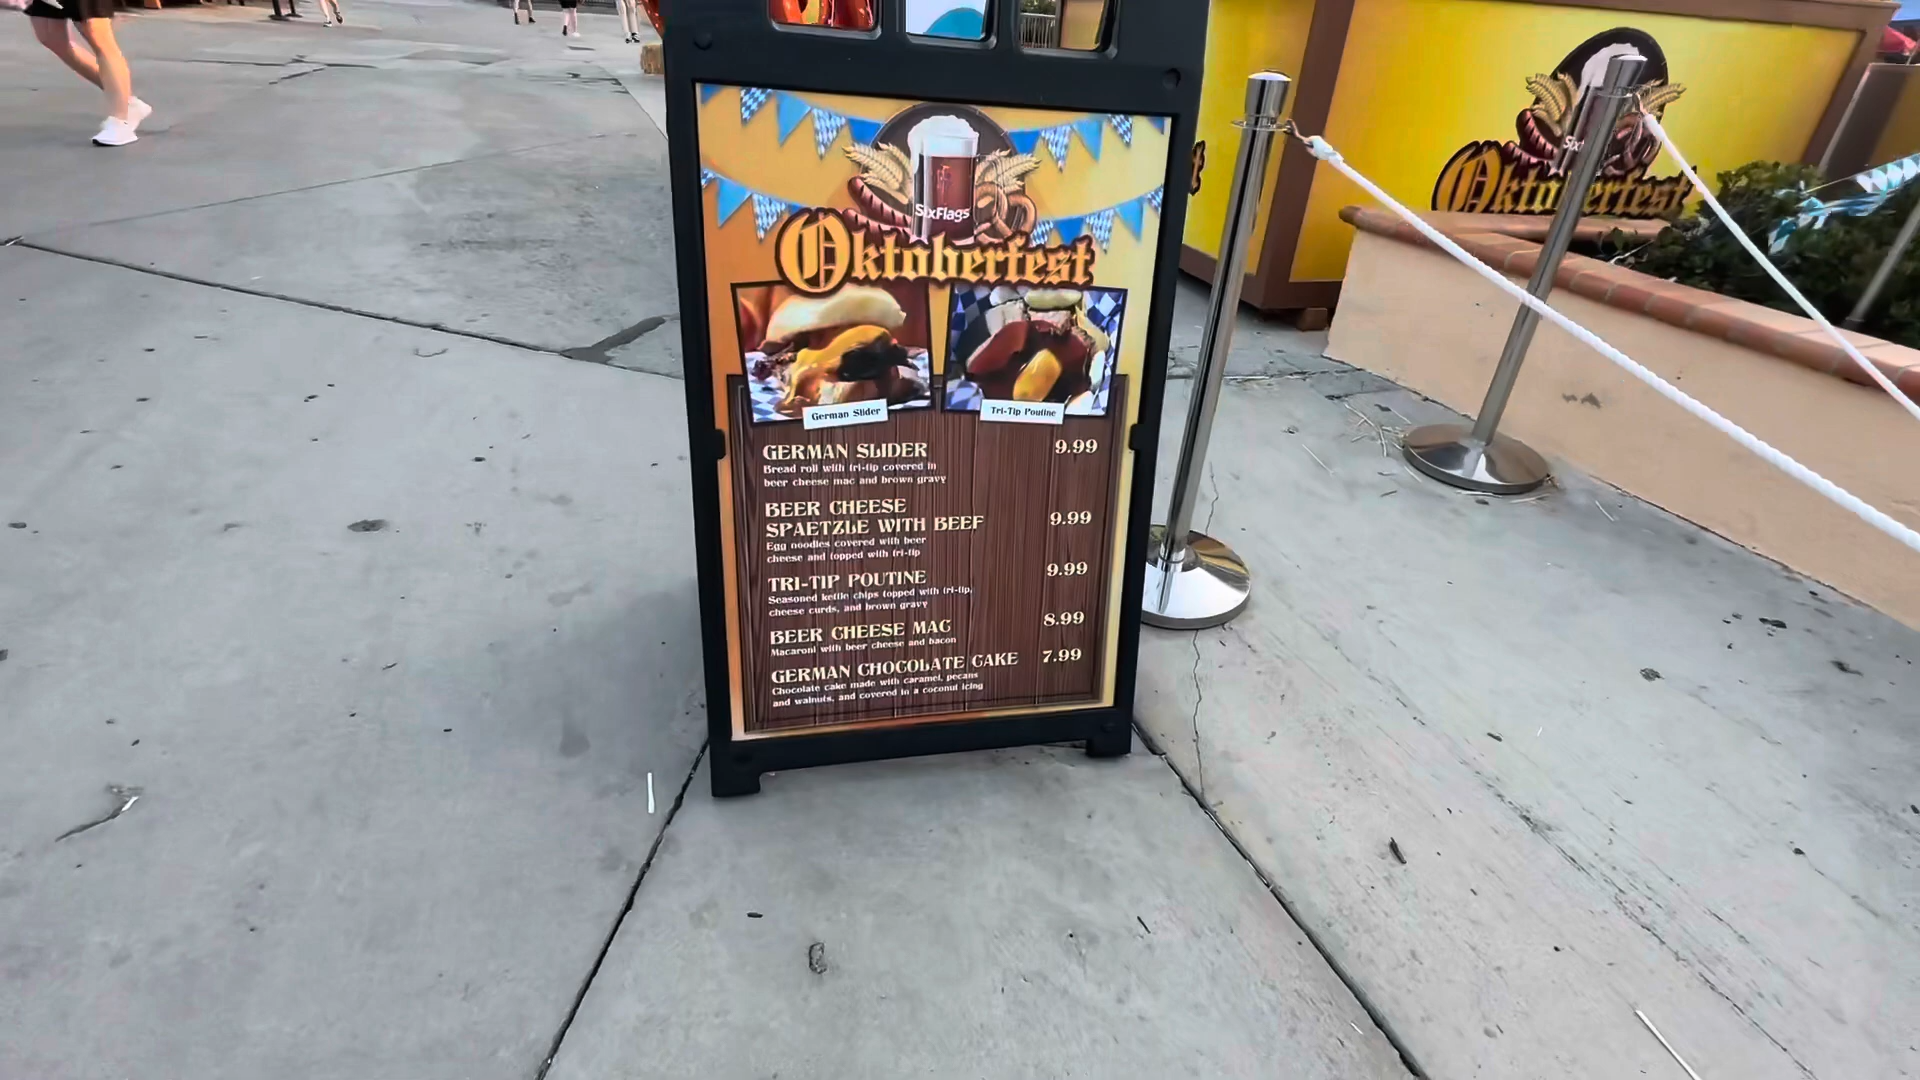 SixFlags
Oktoberfest
German Slider
Tri-Tip Poutine
GERMAN SLIDER 9.99
Bread roll with tri-tip covered in
beer cheese mac and brown gravy
BEER CHEESE
SPAETZLE WITH BEEF 9.99
Egg noodles covered with beer
cheese and topped with tri-tip
TRI-TIP POUTINE 9.99
Seasoned kettle chips topped with tri-tip,
cheese curds, and brown gravy
BEER CHEESE MAC 8.99
Macaroni with beer cheese and bacon
GERMAN CHOCOLATE CAKE 7.99
Chocolate cake made with caramel, pecans
and walnuts, and covered in a coconut icing
Oktoberfest